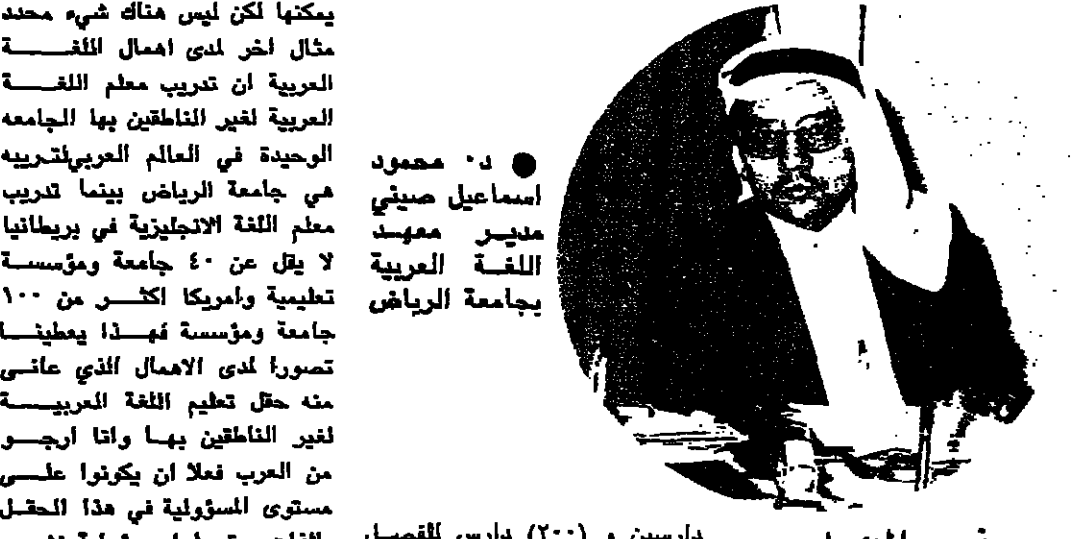 ● د. محمود
اسماعيل صيني
مدير معهد
اللغة العربية
بجامعة الرياض
دارسين و (٢٠٠) دارس للفصل
يمكنها لكن ليس هناك شيء محدد
مثال اخر لمدى اهمال اللغة
العربية ان تدريب معلم اللغة
العربية لغير الناطقين بها الجامعه
الوحيدة في العالم العربي لتدريبه
هي جامعة الرياض بينما تدريب
معلم اللغة الانجليزية في بريطانيا
لا يقل عن ٤٠ جامعة ومؤسسة
تعليمية وامريكا اكثر من ١٠٠
جامعة ومؤسسة فهذا يعطينا
تصورا لمدى الاهمال الذي عانى
منه حقل تعليم اللغة العربية
لغير الناطقين بها وانا ارجو
من العرب فعلا ان يكونوا على
مستوى المسؤولية في هذا الحقل